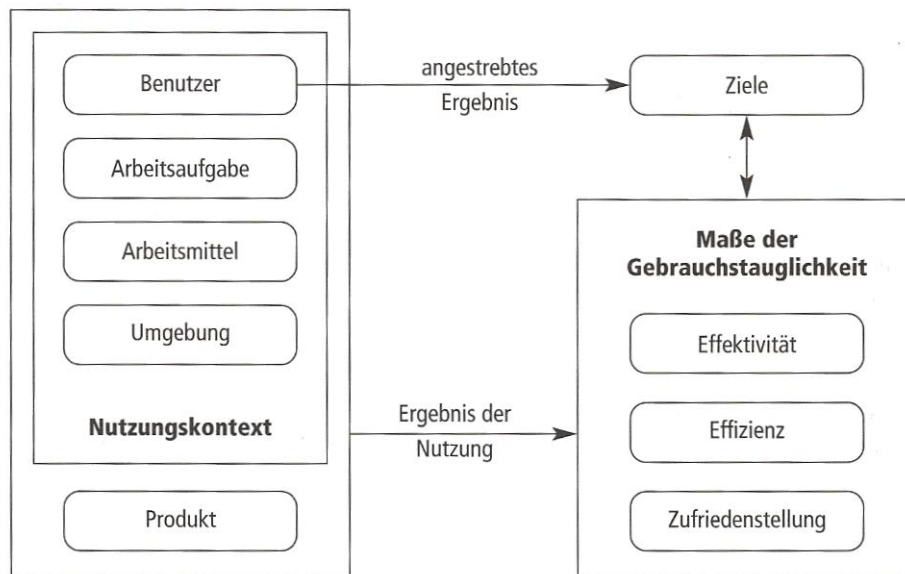 Benutzer
angestrebtes
Ergebnis
Ziele
Arbeitsaufgabe
Arbeitsmittel
Umgebung
Nutzungskontext
Produkt
Ergebnis der
Nutzung
Maße der
Gebrauchstauglichkeit
Effektivität
Effizienz
Zufriedenstellung